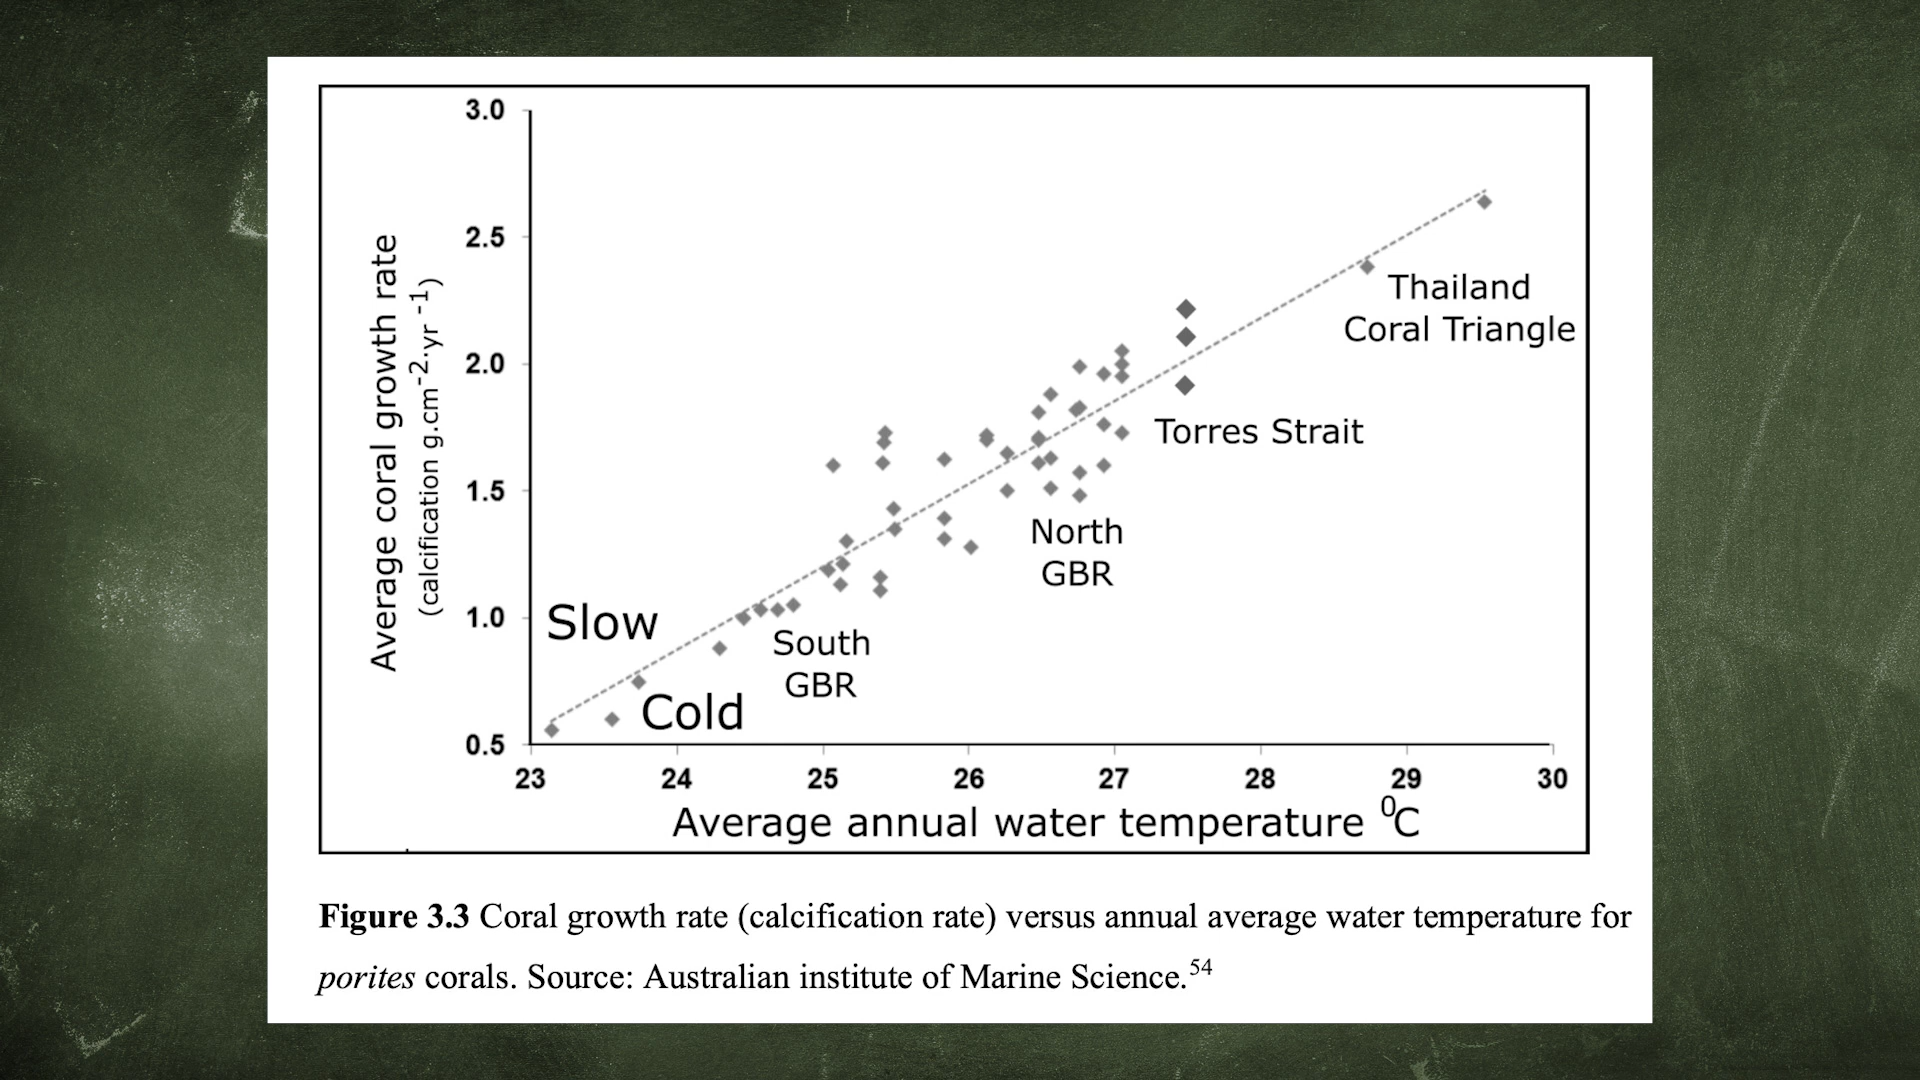 3.0
2.5
2.0
1.5
1.0
0.5
Average coral growth rate
(calcification g.cm⁻².yr ⁻¹)
Thailand
Coral Triangle
Torres Strait
North
GBR
Slow
South
GBR
Cold
23 24 25 26 27 28 29 30
Average annual water temperature ⁰C
Figure 3.3 Coral growth rate (calcification rate) versus annual average water temperature for
porites corals. Source: Australian institute of Marine Science.⁵⁴